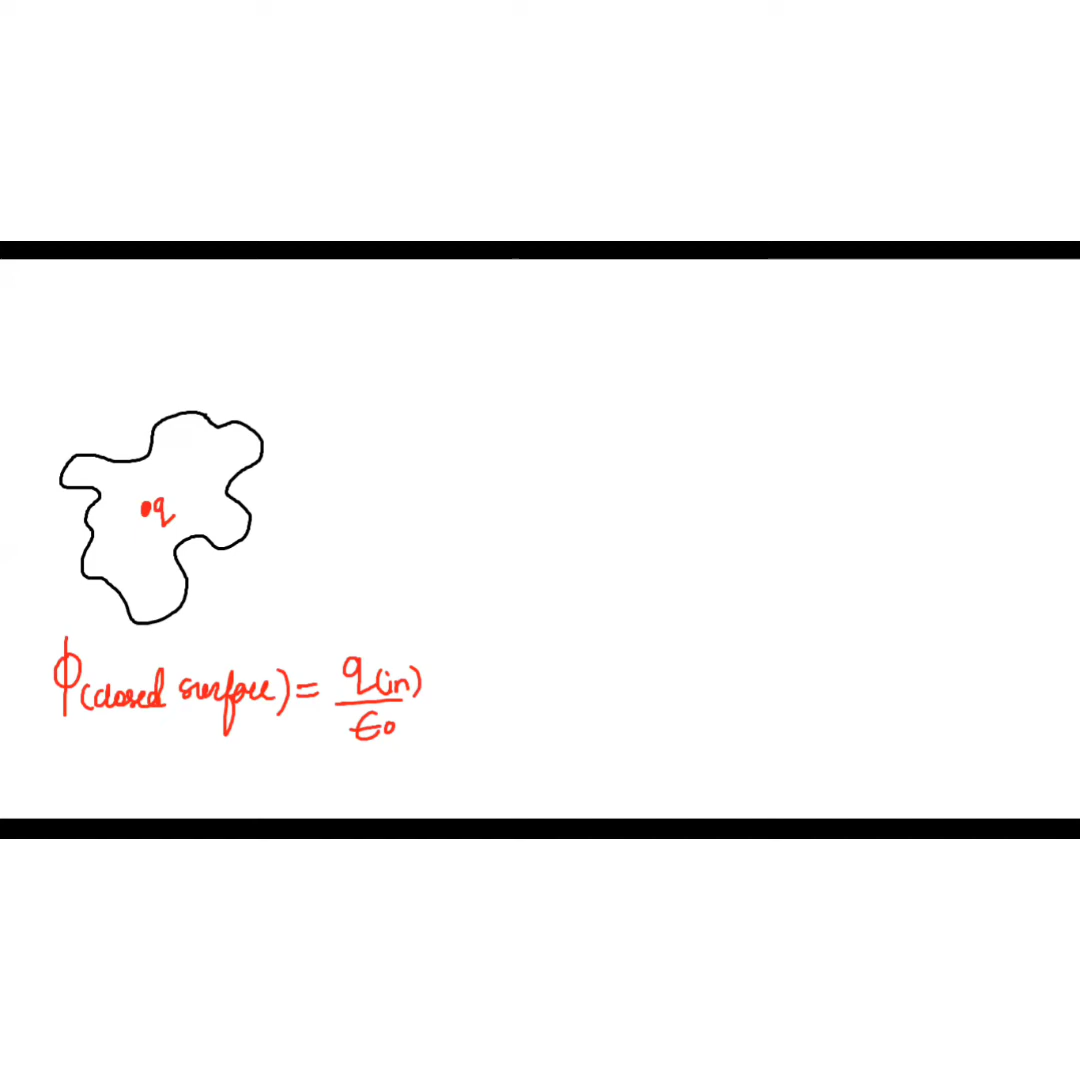 q
ϕ(closed surface) = q(in)
ε0